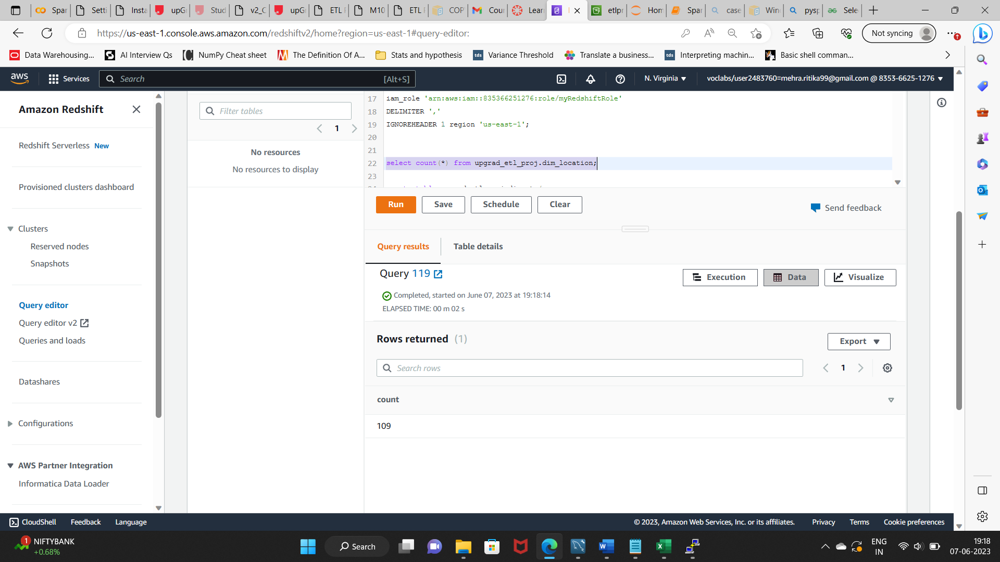 Spar
Setti
Insta
upGr
Stud
v2_C
upGr
ETL P
M10
ETL P
COP
Cour
Learn
etlpr
Hom
Spar
case
Wind
pysp
Selec
https://us-east-1.console.aws.amazon.com/redshiftv2/home?region=us-east-1#query-editor:
Not syncing
Data Warehousing...
AI Interview Qs
NumPy Cheat sheet
The Definition Of A...
Stats and hypothesis
tds
Variance Threshold
Translate a business...
tds
Interpreting machin...
Basic shell comman...
aws
Services
Search
[Alt+S]
N. Virginia
voclabs/user2483760=mehra.ritika99@gmail.com @ 8353-6625-1276
Amazon Redshift
Redshift Serverless New
Provisioned clusters dashboard
Clusters
Reserved nodes
Snapshots
Query editor
Query editor v2
Queries and loads
Datashares
Configurations
AWS Partner Integration
Informatica Data Loader
Filter tables
1
No resources
No resources to display
17 iam_role 'arn:aws:iam::835366251276:role/myRedshiftRole'
18 DELIMITER ','
19 IGNOREHEADER 1 region 'us-east-1';
20
21
22 select count(*) from upgrad_etl_proj.dim_location;
23
Run
Save
Schedule
Clear
Send feedback
Query results
Table details
Query 119
Execution
Data
Visualize
Completed, started on June 07, 2023 at 19:18:14
ELAPSED TIME: 00 m 02 s
Rows returned (1)
Export
Search rows
1
count
109
CloudShell
Feedback
Language
© 2023, Amazon Web Services, Inc. or its affiliates.
Privacy
Terms
Cookie preferences
1
NIFTYBANK
+0.68%
Search
ENG
IN
19:18
07-06-2023